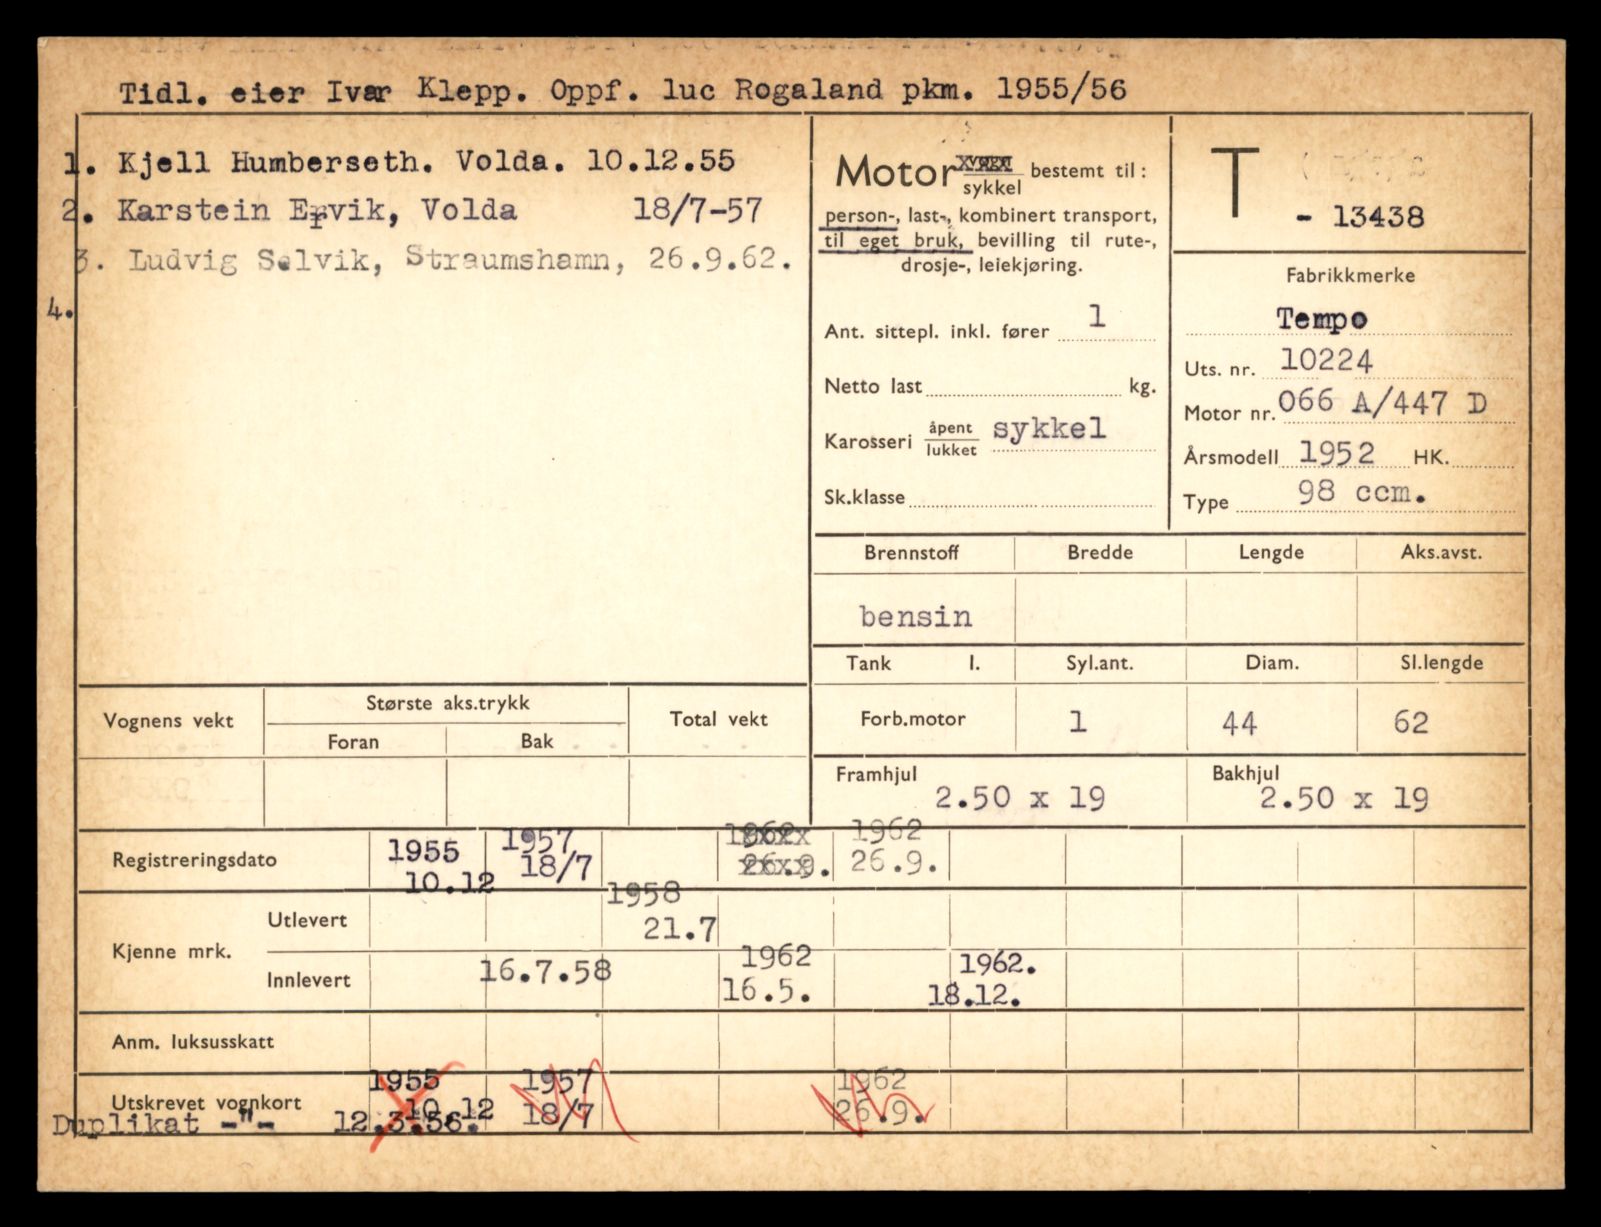 Tidl. eier Ivar Klepp. Oppf. luc Rogaland pkm. 1955/56
1. Kjell Humberseth. Volda. 10.12.55
2. Karstein Ervik, Volda 18/7-57
3. Ludvig Selvik, Straumshamn, 26.9.62.
4.
Motor vogn sykkel bestemt til:
person-, last-, kombinert transport,
til eget bruk, bevilling til rute-,
drosje-, leiekjøring.
Ant. sittepl. inkl. fører 1
Netto last kg.
Karosseri åpent lukket sykkel
Sk.klasse
T - 13438
Fabrikkmerke
Tempo
Uts. nr. 10224
Motor nr. 066 A/447 D
Årsmodell 1952 HK.
Type 98 ccm.
Brennstoff Bredde Lengde Aks.avst.
bensin
Tank l. Syl.ant. Diam. Sl.lengde
Forb.motor 1 44 62
Framhjul Bakhjul
2.50 x 19 2.50 x 19
Vognens vekt Største aks.trykk Total vekt
Foran Bak
Registreringsdato 1955 10.12 1957 18/7 1962 26.9. 1962 26.9.
Kjenne mrk.
Utlevert 1958 21.7
Innlevert 16.7.58 1962 16.5. 1962. 18.12.
Anm. luksusskatt
Utskrevet vognkort 1955 10.12 1957 18/7 1962 26.9.
Duplikat -"- 12.3.56.